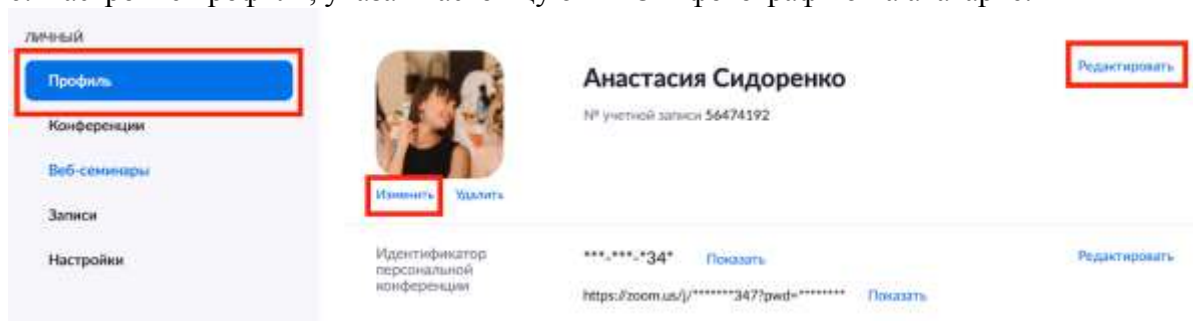 ЛИЧНЫЙ
Профиль
Конференции
Веб-семинары
Записи
Настройки
Анастасия Сидоренко
Редактировать
№ учетной записи 56474192
Изменить Удалить
Идентификатор
персональной
конференции
***-***-*34* Показать
Редактировать
https://zoom.us/j/*******347?pwd=******** Показать